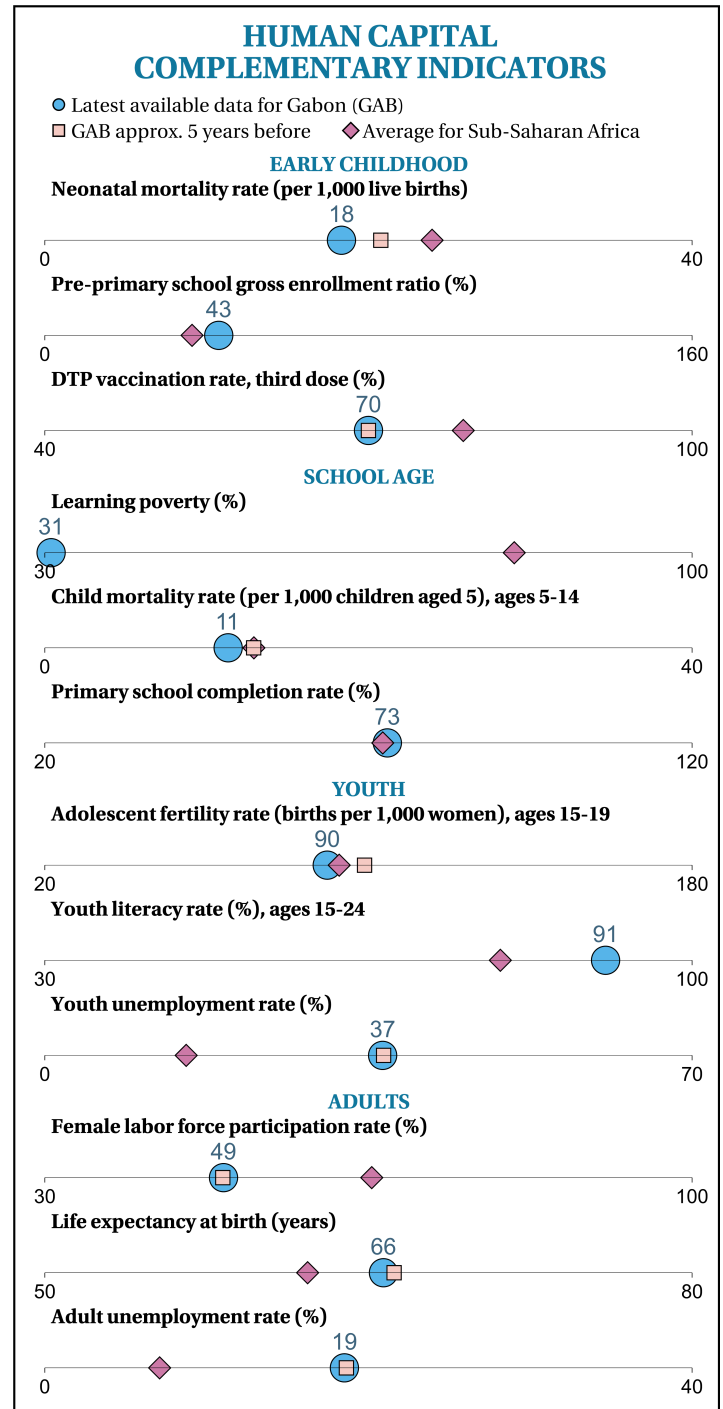 HUMAN CAPITAL
COMPLEMENTARY INDICATORS
Latest available data for Gabon (GAB)
GAB approx. 5 years before Average for Sub-Saharan Africa
EARLY CHILDHOOD
Neonatal mortality rate (per 1,000 live births)
18
0 40
Pre-primary school gross enrollment ratio (%)
43
0 160
DTP vaccination rate, third dose (%)
70
40 100
SCHOOL AGE
Learning poverty (%)
31
30 100
Child mortality rate (per 1,000 children aged 5), ages 5-14
11
0 40
Primary school completion rate (%)
73
20 120
YOUTH
Adolescent fertility rate (births per 1,000 women), ages 15-19
90
20 180
Youth literacy rate (%), ages 15-24
91
30 100
Youth unemployment rate (%)
37
0 70
ADULTS
Female labor force participation rate (%)
49
30 100
Life expectancy at birth (years)
66
50 80
Adult unemployment rate (%)
19
0 40